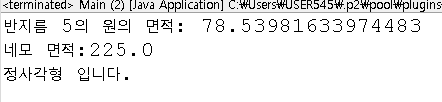 <terminated> Main (2) [Java Application] C:₩Users₩USER545₩.p2₩pool₩plugins
반지름 5의 원의 면적: 78.53981633974483
네모 면적:225.0
정사각형 입니다.